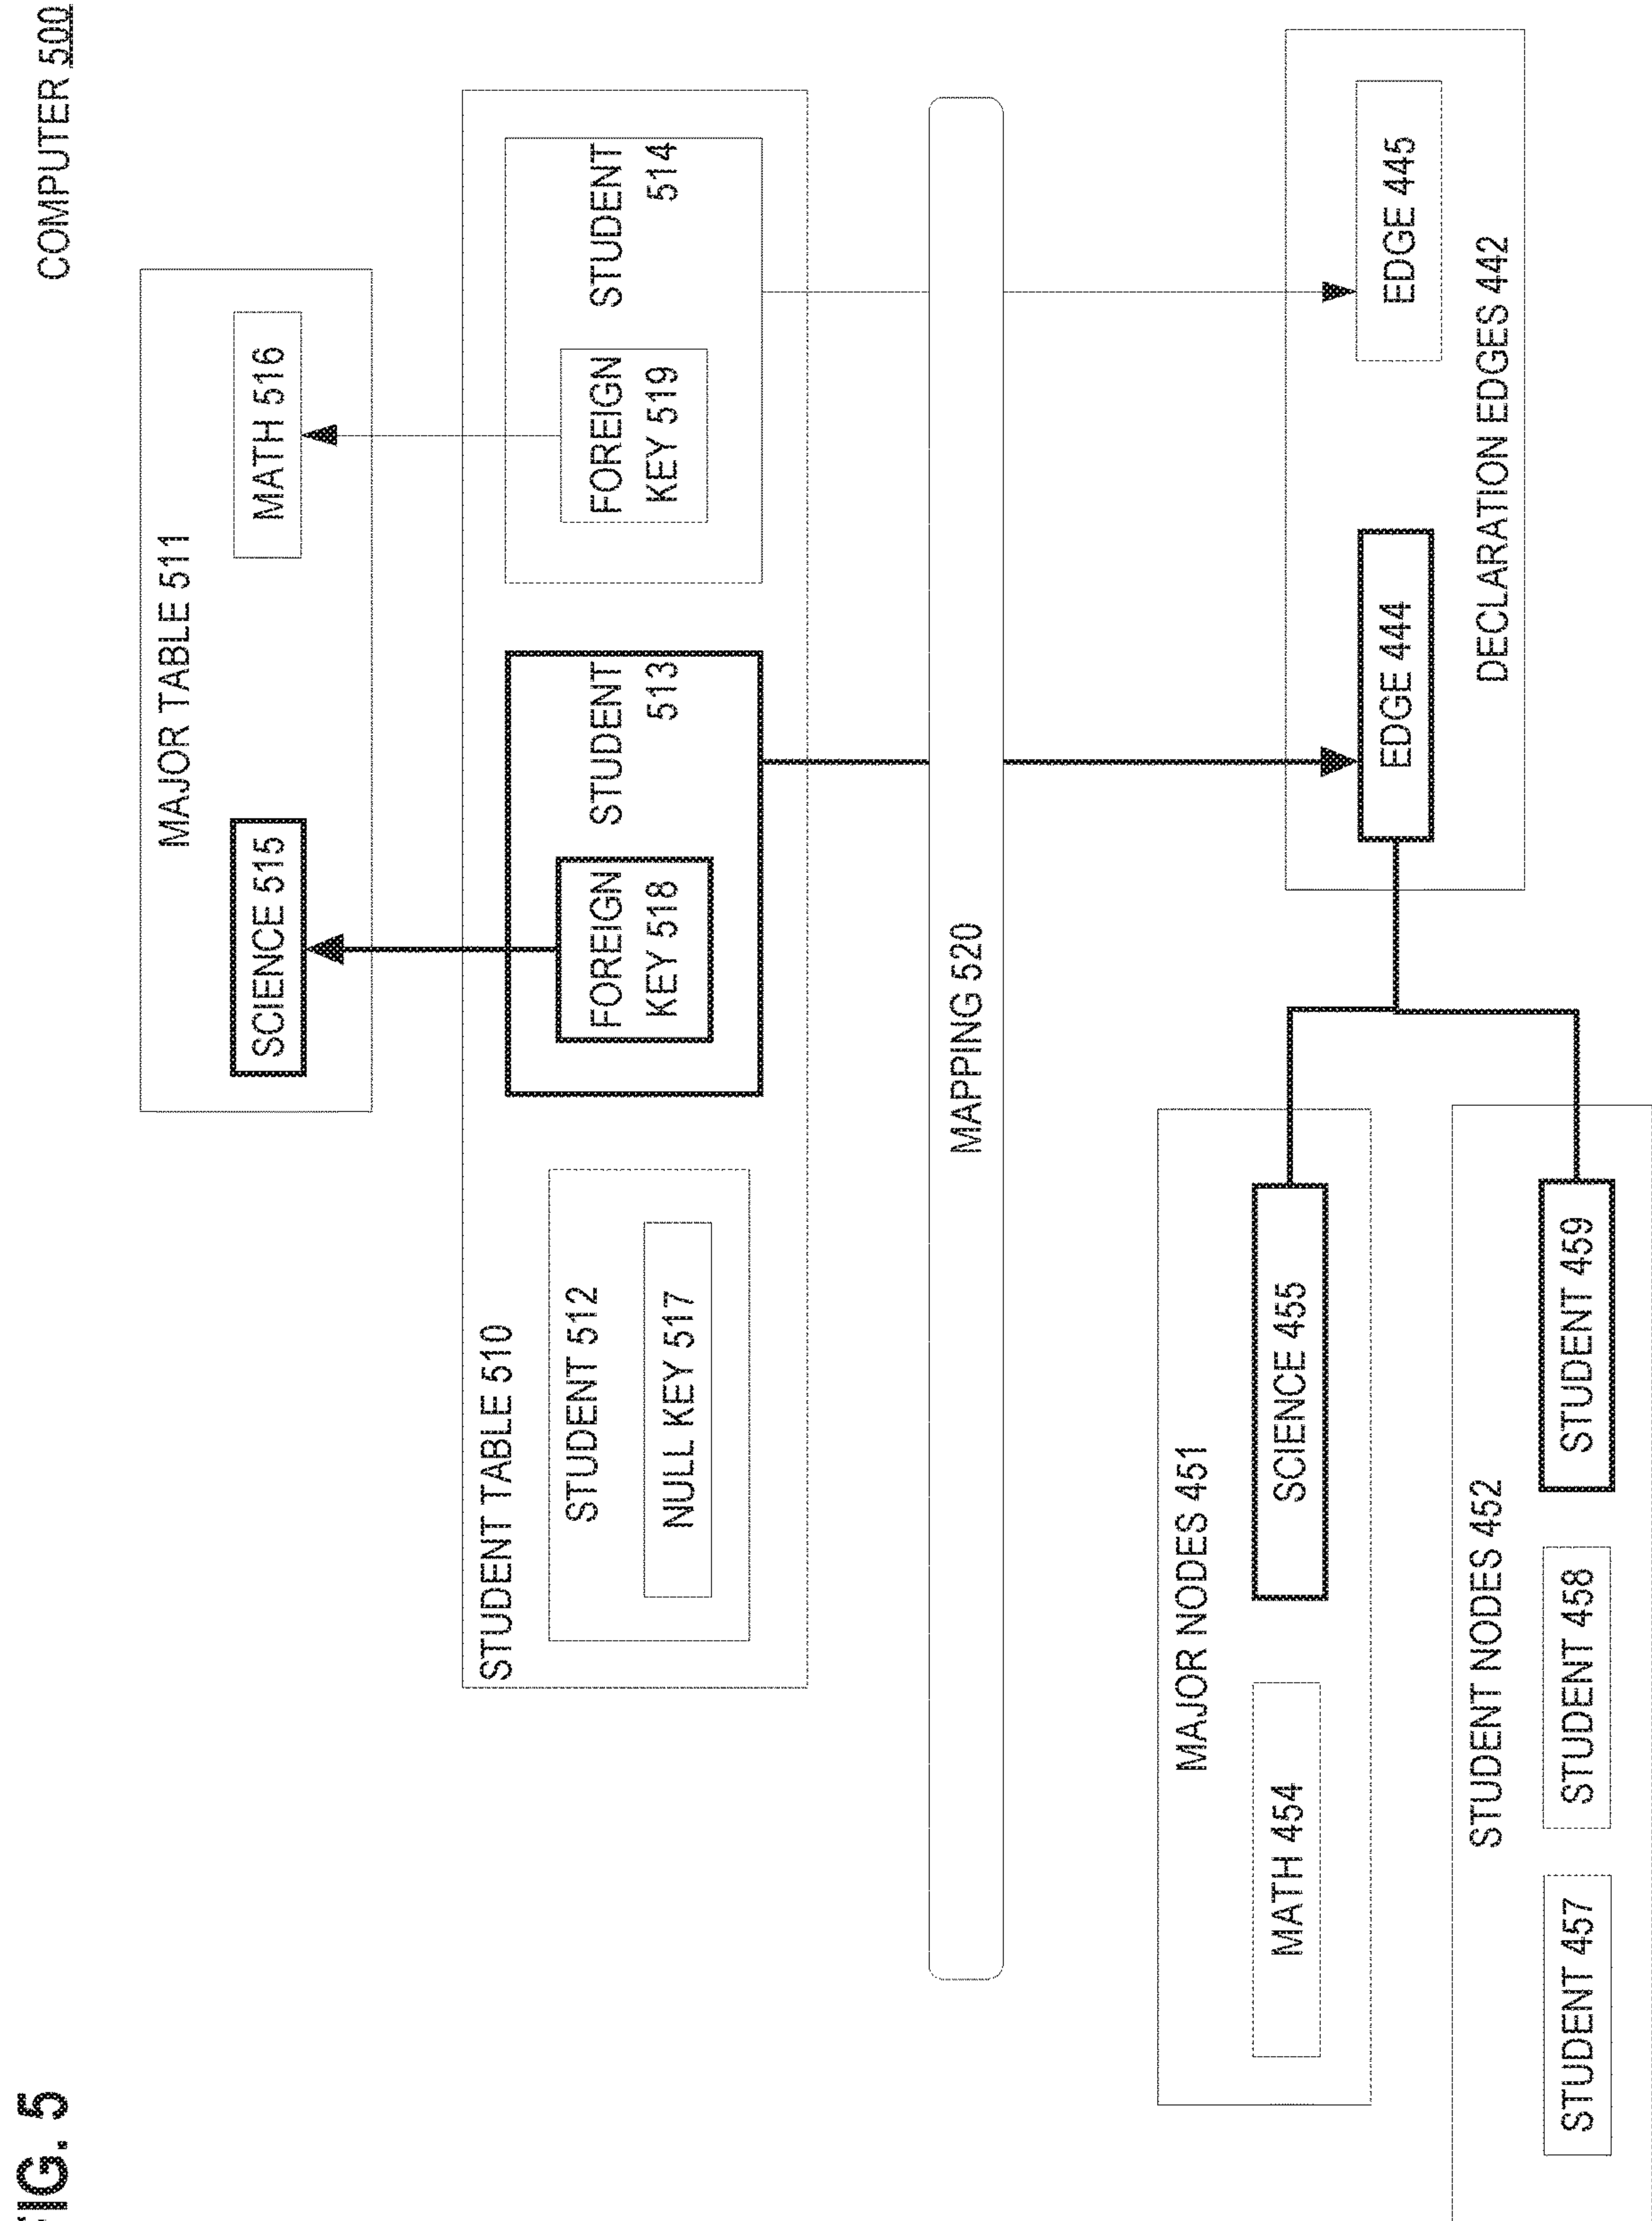 FIG. 5
COMPUTER 500
MAJOR TABLE 511
SCIENCE 515
MATH 516
STUDENT TABLE 510
STUDENT 512
NULL KEY 517
FOREIGN
KEY 518
STUDENT
513
FOREIGN
KEY 519
STUDENT
514
MAPPING 520
MAJOR NODES 451
MATH 454
SCIENCE 455
STUDENT NODES 452
STUDENT 457
STUDENT 458
STUDENT 459
EDGE 444
EDGE 445
DECLARATION EDGES 442